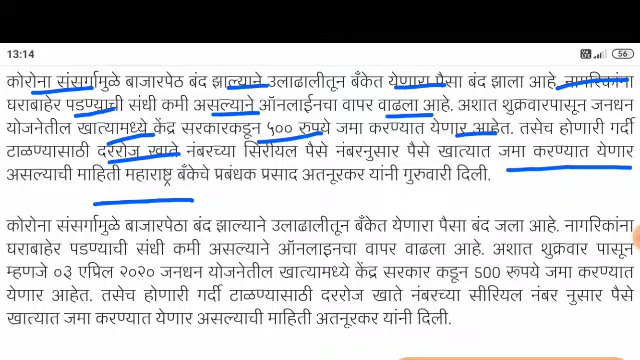 13:14
56
कोरोना संसर्गामुळे बाजारपेठ बंद झाल्याने उलाढालीतून बँकेत येणारा पैसा बंद झाला आहे. नागरिकांना
घराबाहेर पडण्याची संधी कमी असल्याने ऑनलाईनचा वापर वाढला आहे. अशात शुक्रवारपासून जनधन
योजनेतील खात्यामध्ये केंद्र सरकारकडून ५०० रुपये जमा करण्यात येणार आहेत. तसेच होणारी गर्दी
टाळण्यासाठी दररोज खाते नंबरच्या सिरीयल पैसे नंबरनुसार पैसे खात्यात जमा करण्यात येणार
असल्याची माहिती महाराष्ट्र बँकेचे प्रबंधक प्रसाद अतनूरकर यांनी गुरूवारी दिली.
कोरोना संसर्गामुळे बाजारपेठा बंद झाल्याने उलाढालीतून बँकेत येणारा पैसा बंद जला आहे. नागरिकांना
घराबाहेर पडण्याची संधी कमी असल्याने ऑनलाइनचा वापर वाढला आहे. अशात शुक्रवार पासून
म्हणजे ०३ एप्रिल २०२० जनधन योजनेतील खात्यामध्ये केंद्र सरकार कडून 500 रूपये जमा करण्यात
येणार आहेत. तसेच होणारी गर्दी टाळण्यासाठी दररोज खाते नंबरच्या सीरियल नंबर नुसार पैसे
खात्यात जमा करण्यात येणार असल्याची माहिती अतनूरकर यांनी दिली.